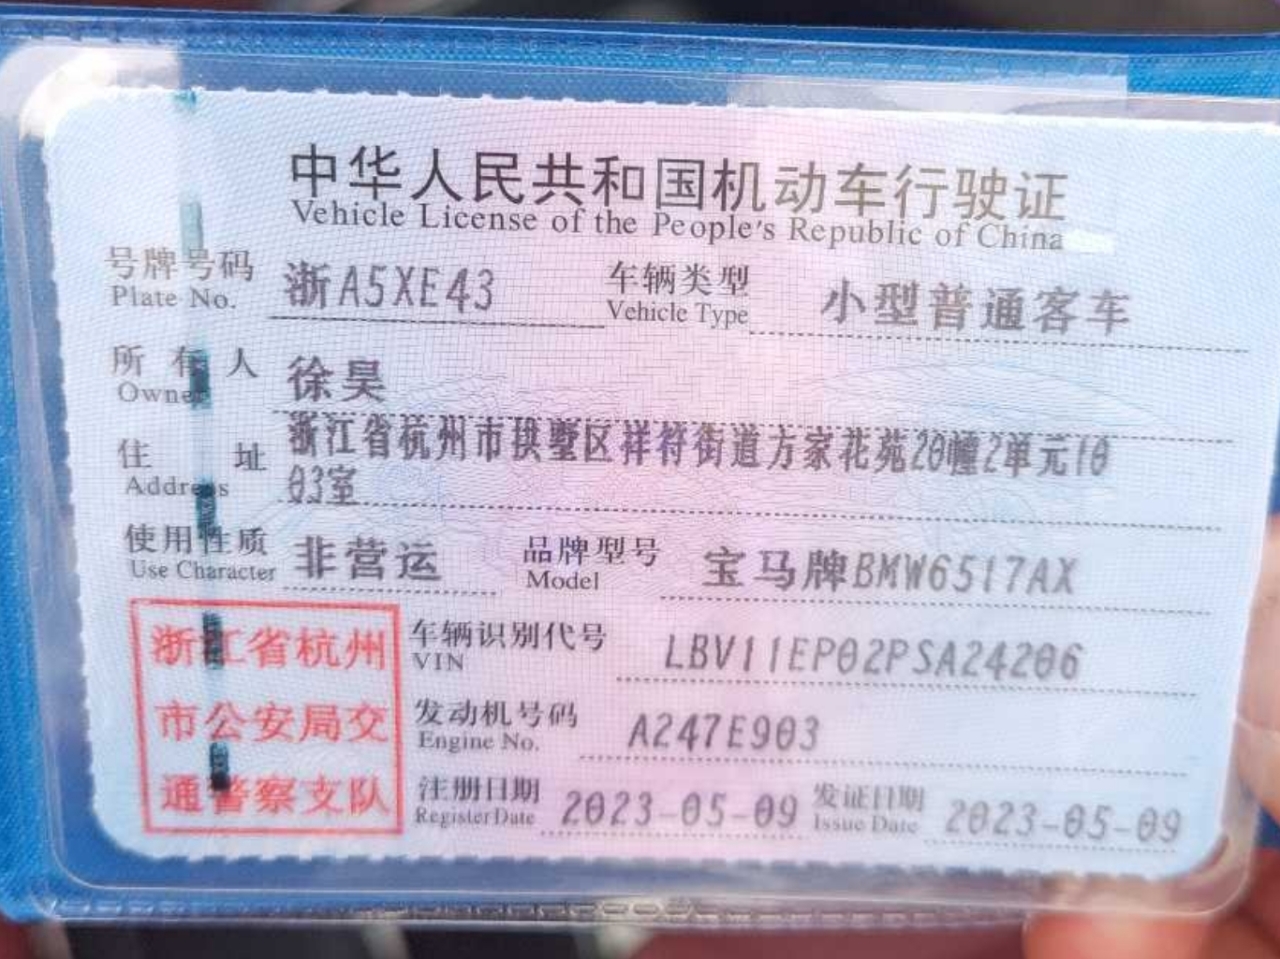 中华人民共和国机动车行驶证
Vehicle License of the People's Republic of China
号牌号码 浙A5XE43 车辆类型 小型普通客车
Plate No. Vehicle Type
所有人 徐昊
Owner
住址 浙江省杭州市拱墅区祥符街道方家花苑20幢2单元10
Address 03室
使用性质 非营运 品牌型号 宝马牌BMW6517AX
Use Character Model
浙江省杭州 车辆识别代号 LBV11EP02PSA24206
VIN
市公安局交 发动机号码 A247E903
Engine No.
通警察支队 注册日期 2023-05-09 发证日期 2023-05-09
Register Date Issue Date